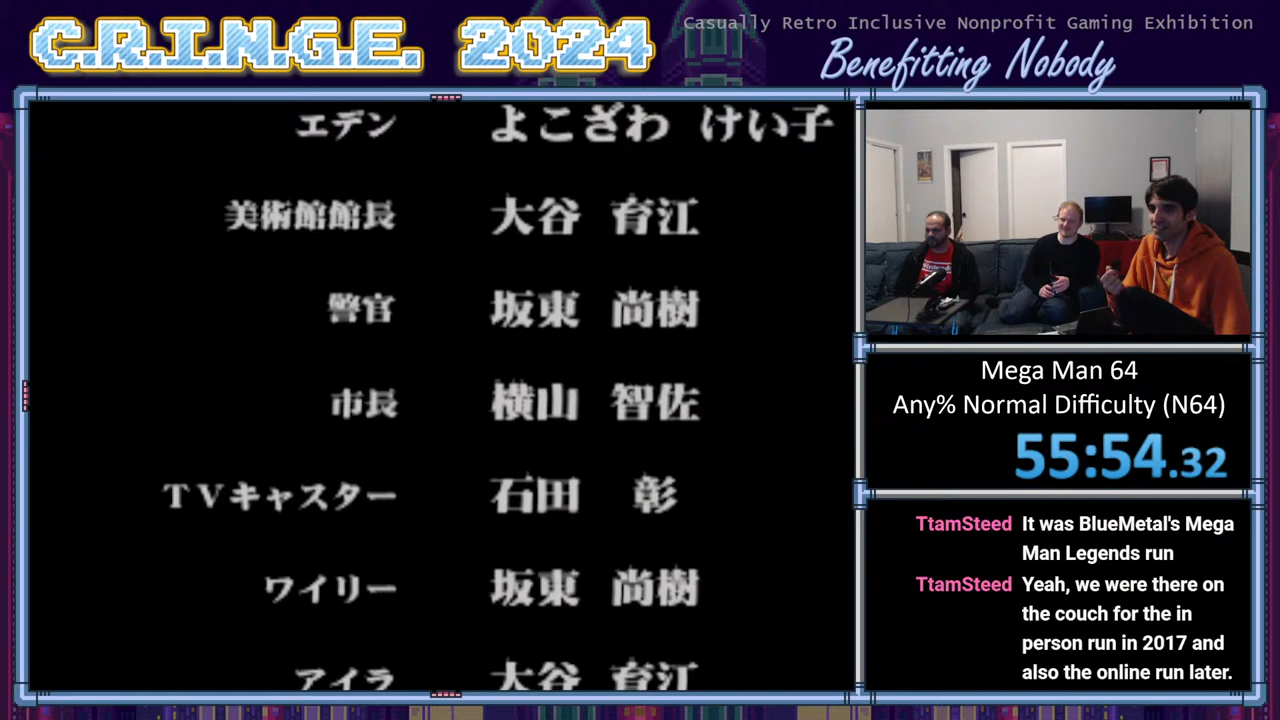 C.R.I.N.G.E. 2024
Casually Retro Inclusive Nonprofit Gaming Exhibition
Benefitting Nobody
エデン よこざわ けい子
美術館館長 大谷 育江
警官 坂東 尚樹
市長 横山 智佐
TVキャスター 石田 彰
ワイリー 坂東 尚樹
アイラ 大谷 育江
Nintendo
Mega Man 64
Any% Normal Difficulty (N64)
55:54.32
TtamSteed It was BlueMetal's Mega
Man Legends run
TtamSteed Yeah, we were there on
the couch for the in
person run in 2017 and
also the online run later.